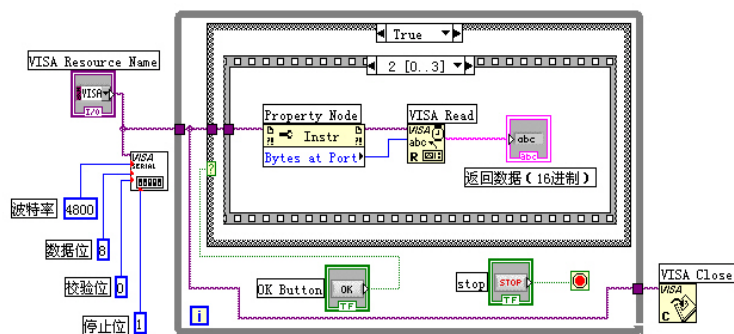 True
VISA Resource Name
2 [0..3]
VISA
I/O
Property Node
VISA Read
Instr
VISA
abc
Bytes at Port
R
abc
abc
返回数据（16进制）
VISA
SERIAL
?
波特率
4800
数据位
8
校验位
0
停止位
1
OK Button
OK
TF
stop
STOP
TF
VISA Close
VISA
C
i